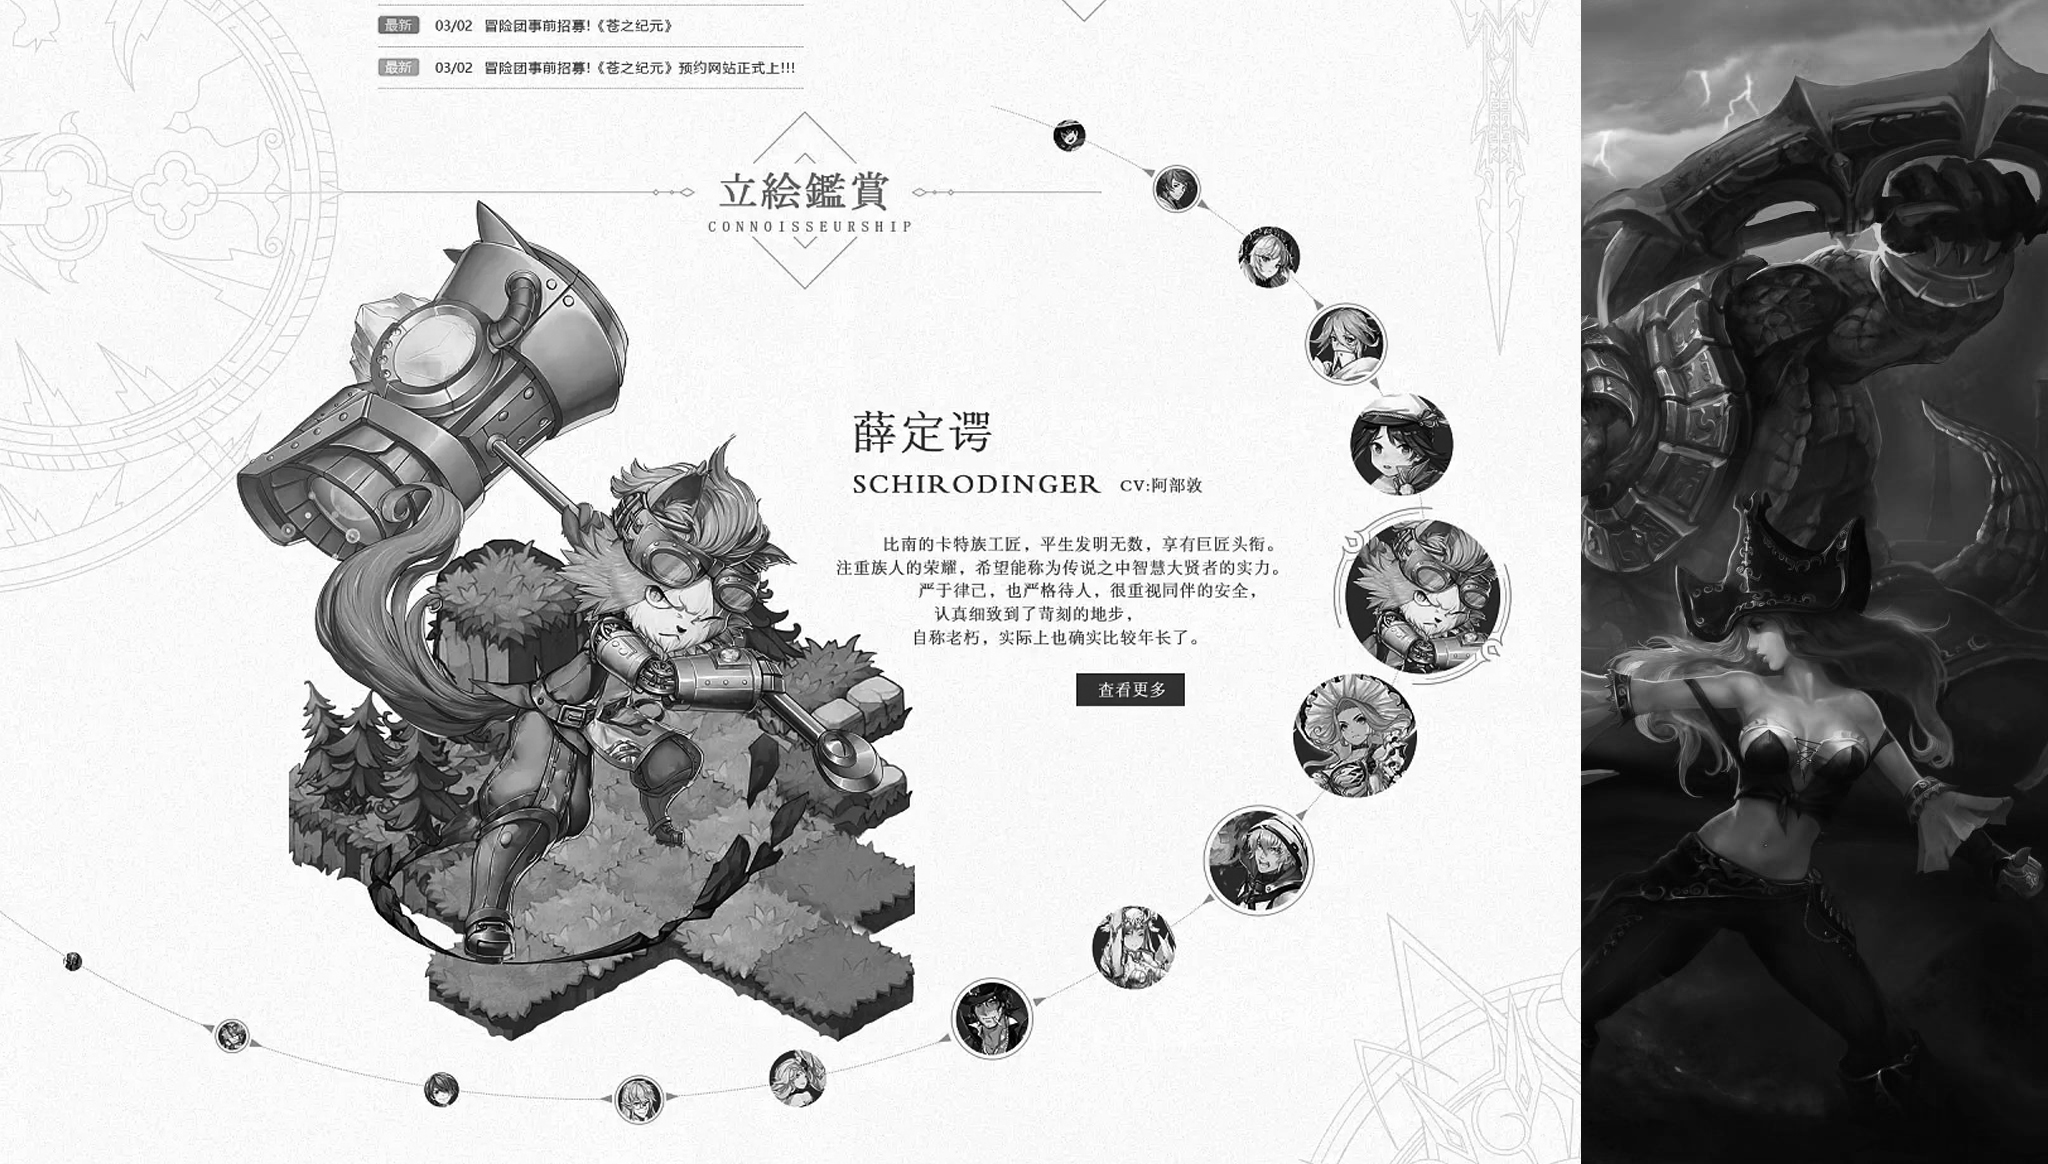 最新 03/02 冒险团事前招募!《苍之纪元》
最新 03/02 冒险团事前招募!《苍之纪元》预约网站正式上!!!
立絵鑑賞
CONNOISSEURSHIP
薛定谔
SCHIRODINGER CV:阿部敦
比南的卡特族工匠，平生发明无数，享有巨匠头衔。
注重族人的荣耀，希望能称为传说之中智慧大贤者的实力。
严于律己，也严格待人，很重视同伴的安全，
认真细致到了苛刻的地步，
自称老朽，实际上也确实比较年长了。
查看更多